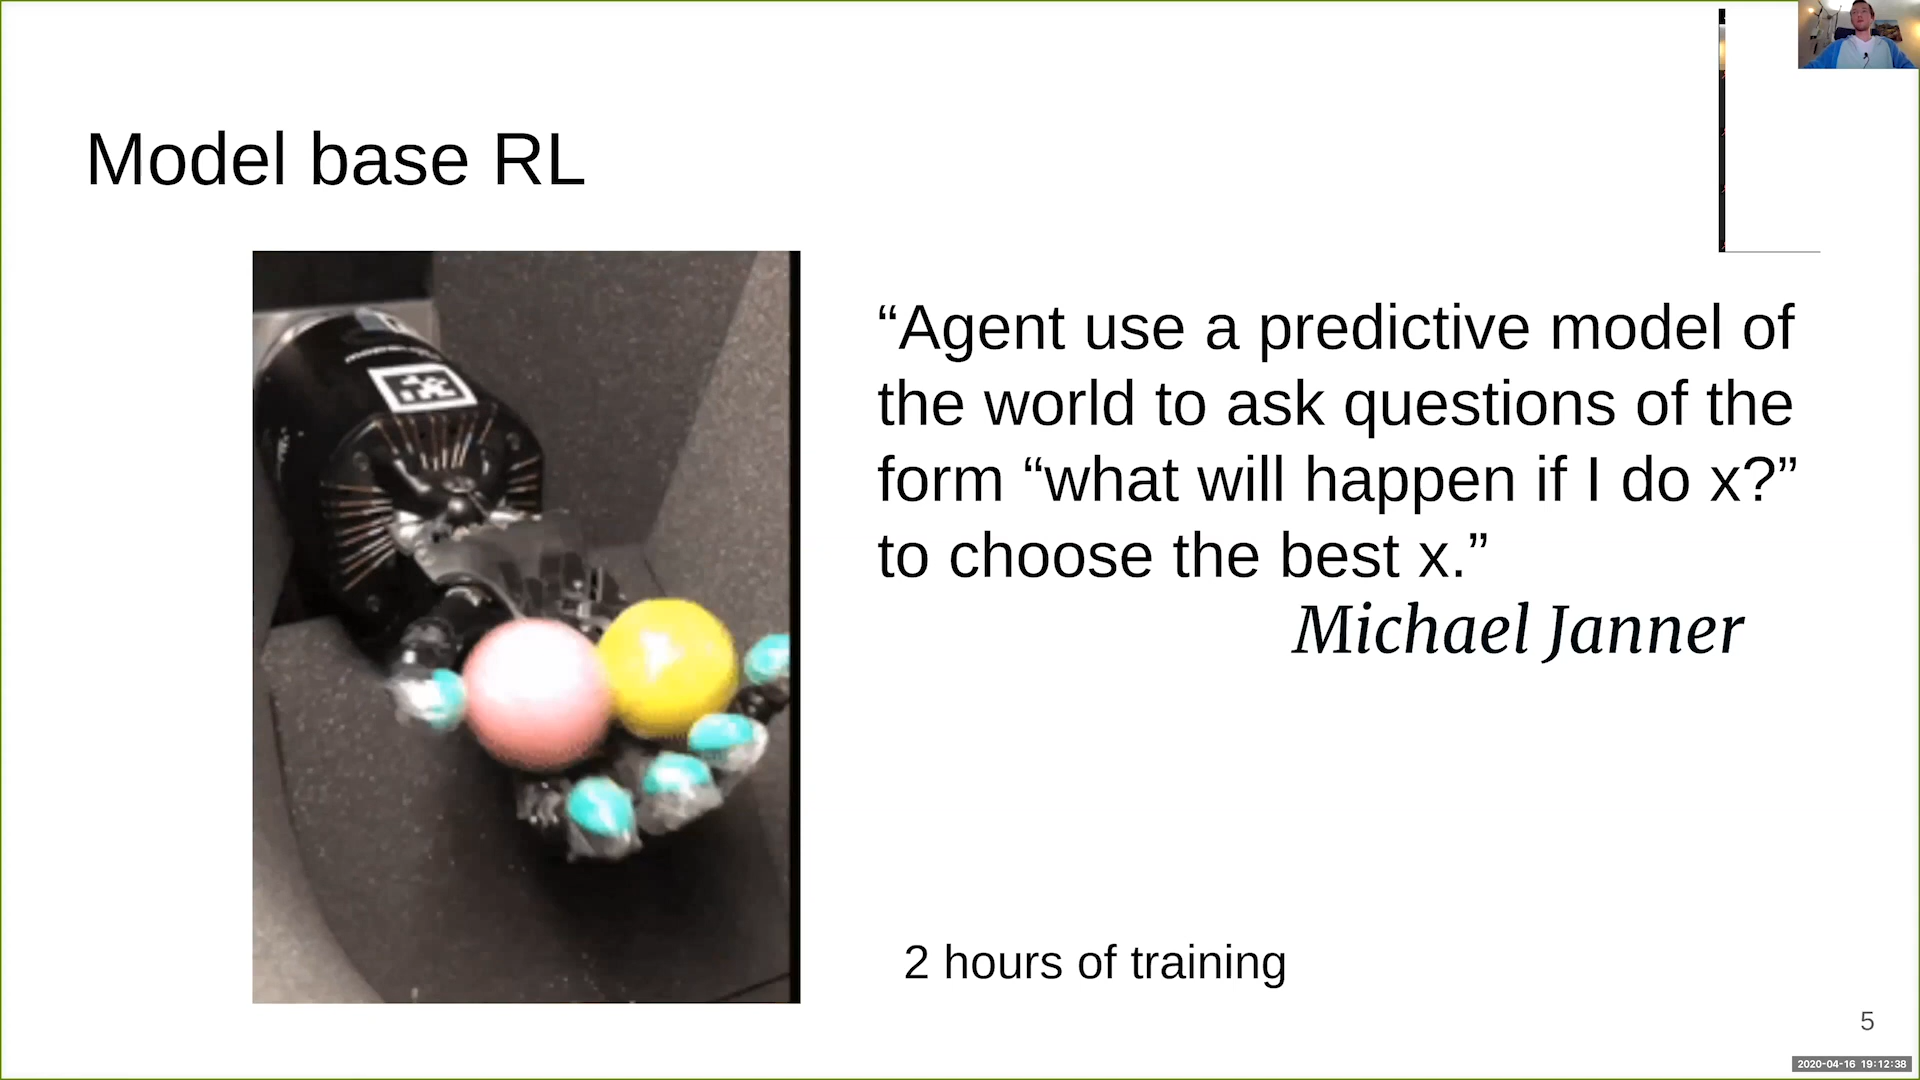 Model base RL
“Agent use a predictive model of
the world to ask questions of the
form “what will happen if I do x?”
to choose the best x.”
Michael Janner
2 hours of training
5
2020-04-16 19:12:38